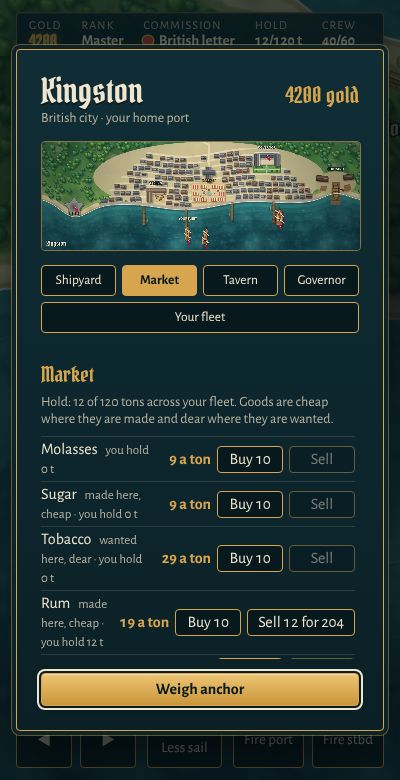 GOLD RANK COMMISSION HOLD CREW
4200 Master British letter 12/120 t 40/60
Kingston 4200 gold
British city · your home port
Kingston
Shipyard Market Tavern Governor
Your fleet
Market
Hold: 12 of 120 tons across your fleet. Goods are cheap
where they are made and dear where they are wanted.
Molasses you hold
0 t
9 a ton Buy 10 Sell
Sugar made here,
cheap · you hold 0 t
9 a ton Buy 10 Sell
Tobacco wanted
here, dear · you hold
0 t
29 a ton Buy 10 Sell
Rum made
here, cheap ·
you hold 12 t
19 a ton Buy 10 Sell 12 for 204
Weigh anchor
Less sail Fire port Fire stbd